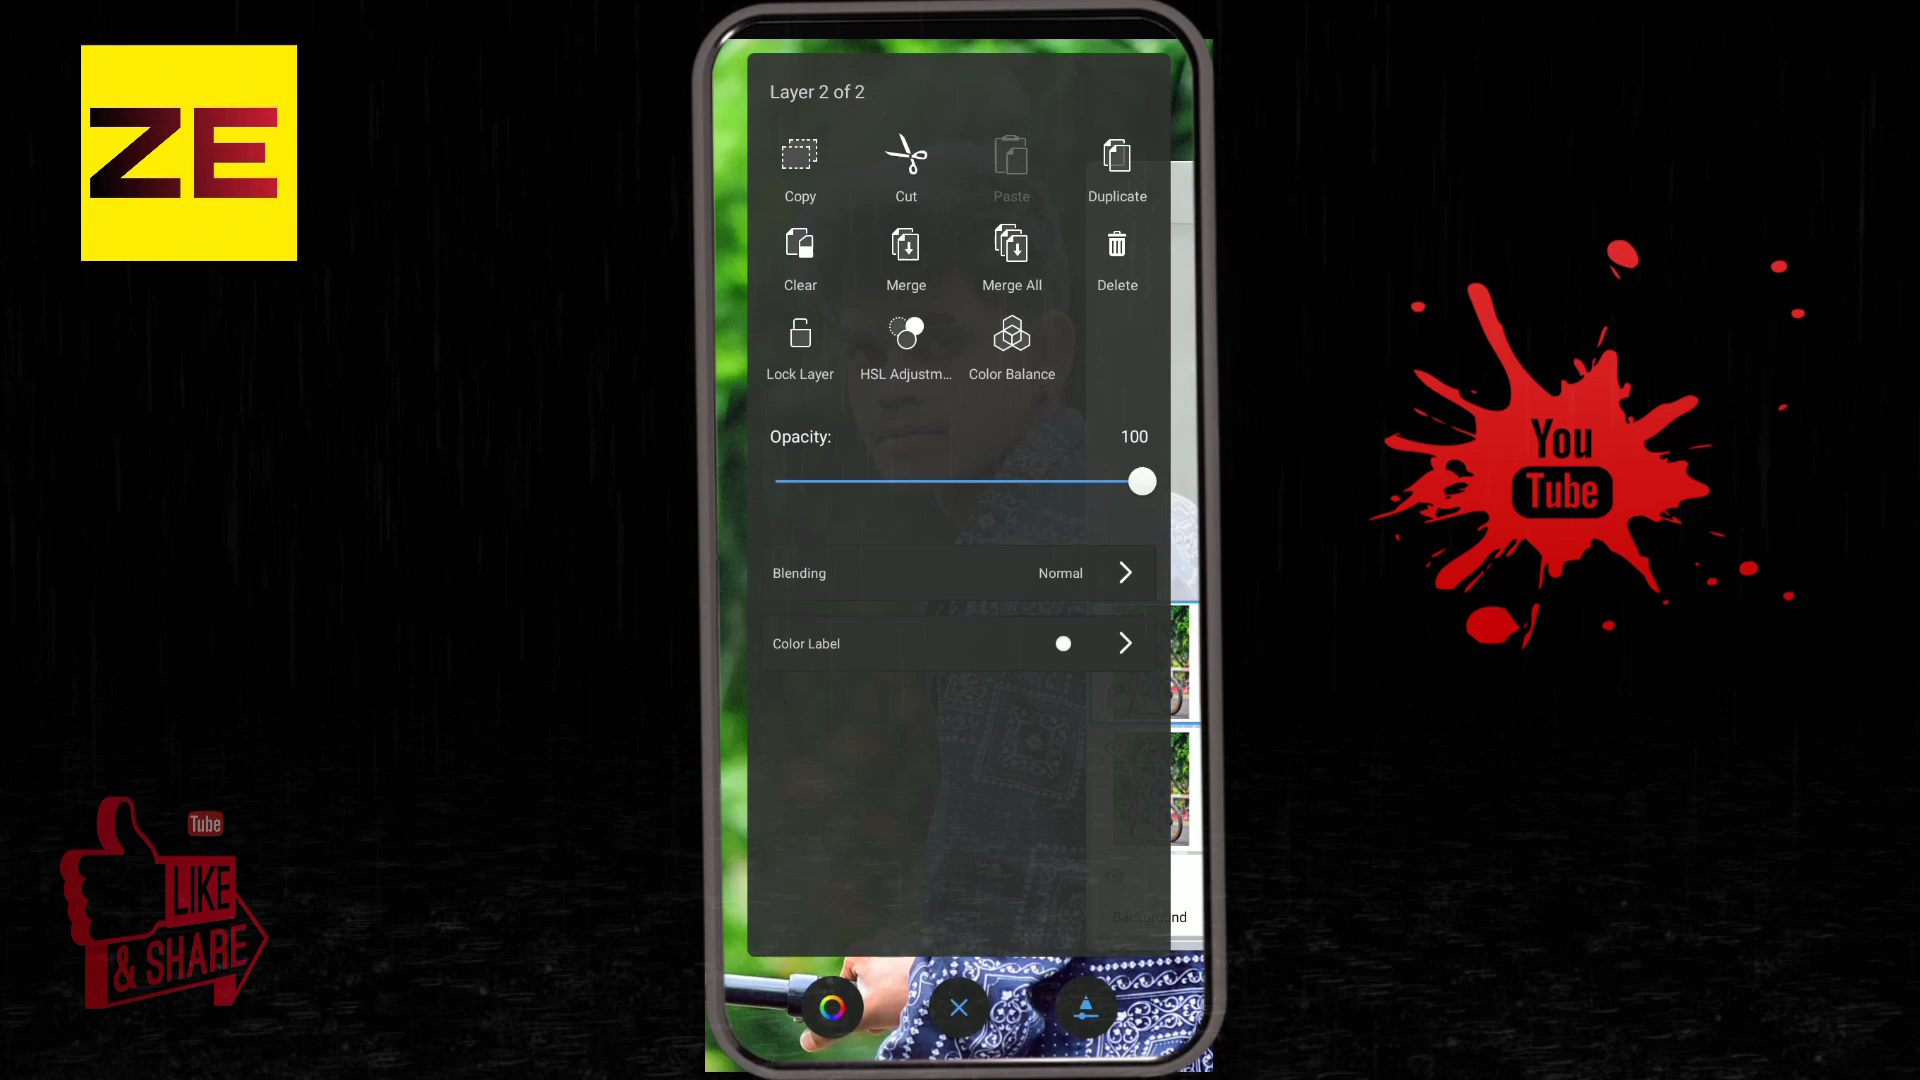 ZE
Layer 2 of 2
Copy
Cut
Paste
Duplicate
Clear
Merge
Merge All
Delete
Lock Layer
HSL Adjustm...
Color Balance
Opacity:
100
Blending
Normal
Color Label
Background
You
Tube
Tube
LIKE
& SHARE